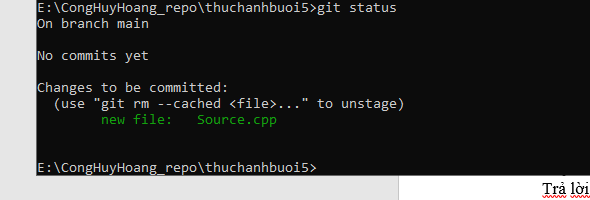 E:\CongHuyHoang_repo\thuchanhbuoi5>git status
On branch main
No commits yet
Changes to be committed:
(use "git rm --cached <file>..." to unstage)
new file: Source.cpp
E:\CongHuyHoang_repo\thuchanhbuoi5>
Trả lời